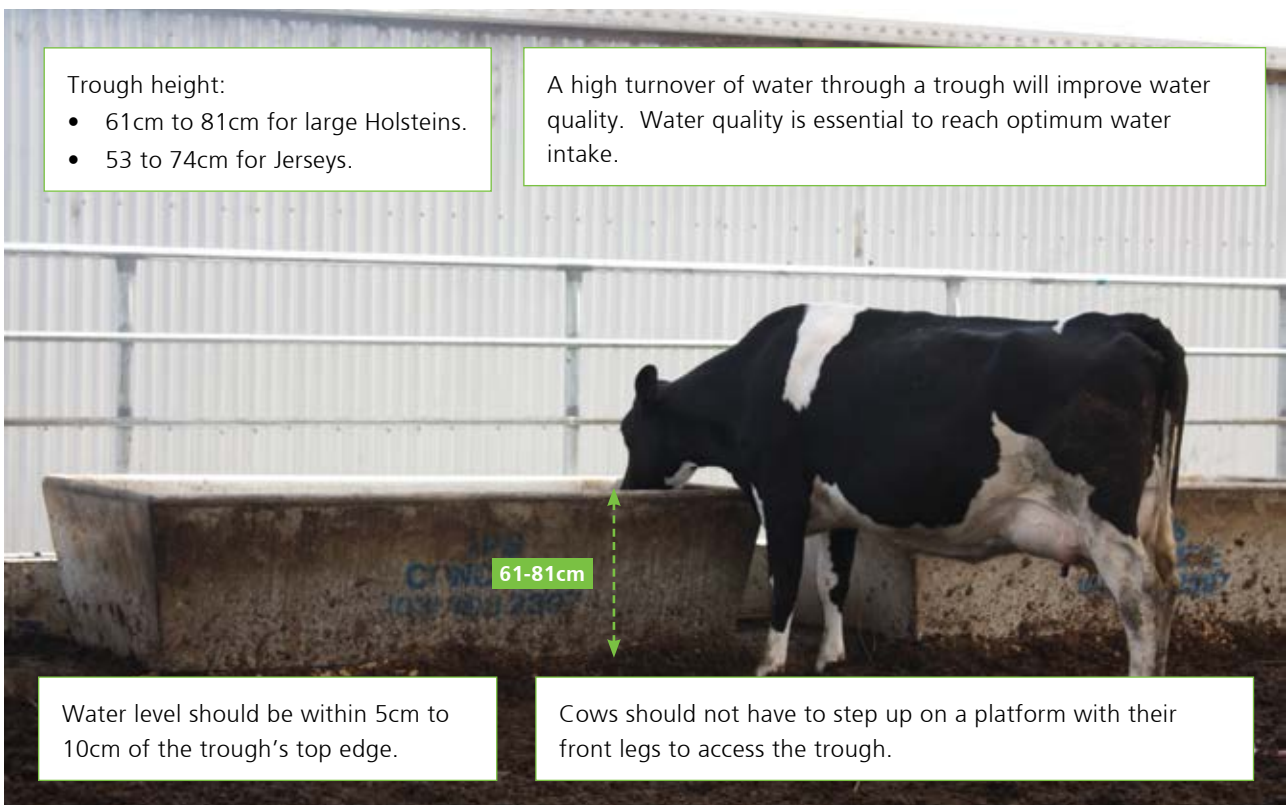 Trough height:
• 61cm to 81cm for large Holsteins.
• 53 to 74cm for Jerseys.
A high turnover of water through a trough will improve water
quality. Water quality is essential to reach optimum water
intake.
61-81cm
Water level should be within 5cm to
10cm of the trough's top edge.
Cows should not have to step up on a platform with their
front legs to access the trough.